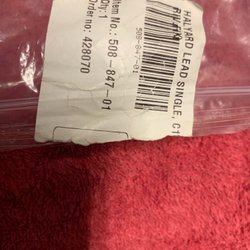 HALYARD LEAD SINGLE, C1
508-847-01
Item No.: 508-847-01
Qty: 1
Order no: 428070